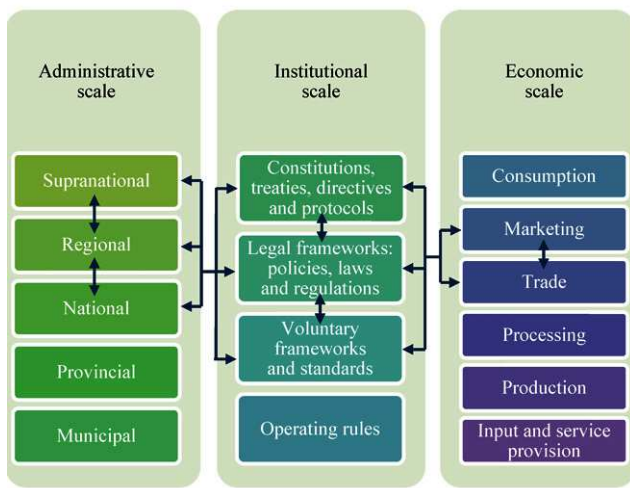 Administrative
scale
Supranational
Regional
National
Provincial
Municipal
Institutional
scale
Constitutions,
treaties, directives
and protocols
Legal frameworks:
policies, laws
and regulations
Voluntary
frameworks
and standards
Operating rules
Economic
scale
Consumption
Marketing
Trade
Processing
Production
Input and service
provision